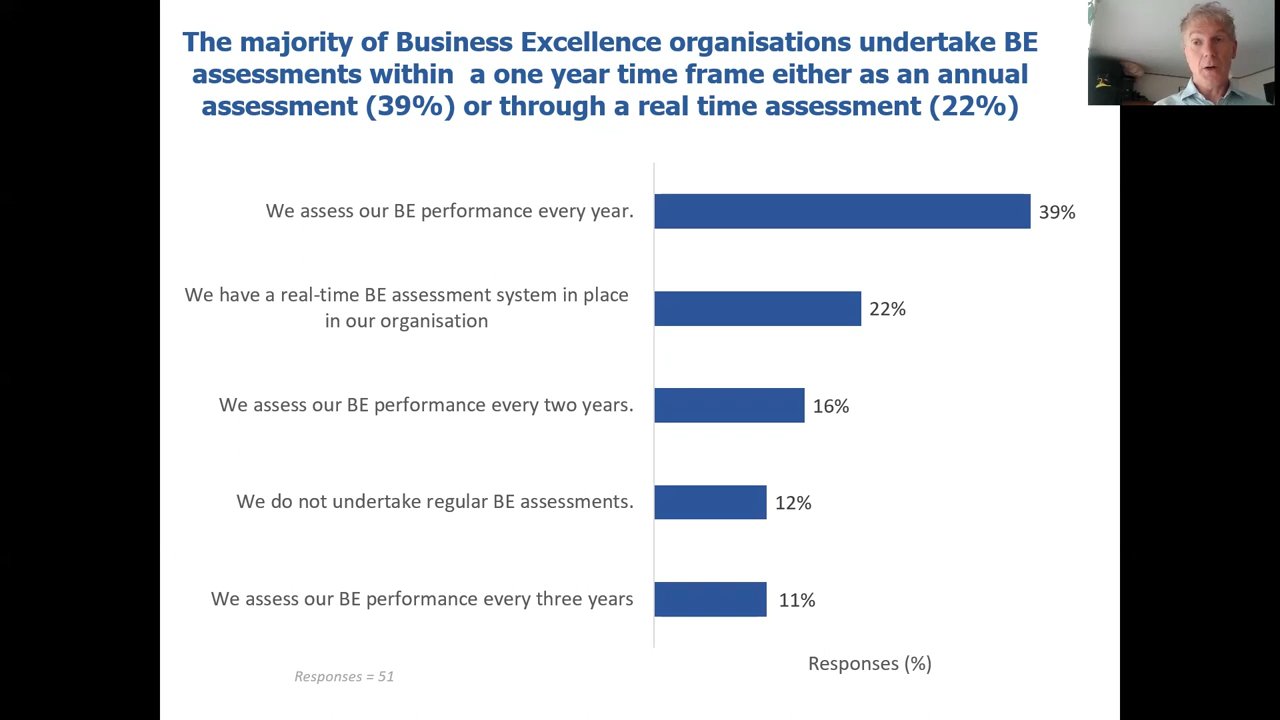 The majority of Business Excellence organisations undertake BE
assessments within  a one year time frame either as an annual
assessment (39%) or through a real time assessment (22%)
We assess our BE performance every year.
39%
We have a real-time BE assessment system in place
in our organisation
22%
We assess our BE performance every two years.
16%
We do not undertake regular BE assessments.
12%
We assess our BE performance every three years
11%
Responses (%)
Responses = 51